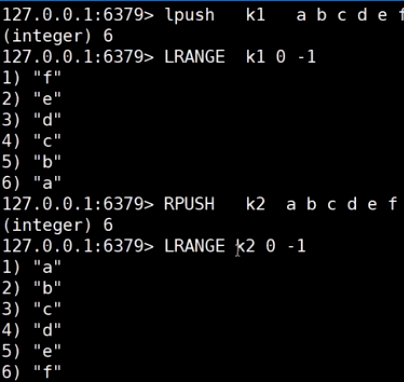 127.0.0.1:6379> lpush   k1   a b c d e f
(integer) 6
127.0.0.1:6379> LRANGE  k1 0 -1
1) "f"
2) "e"
3) "d"
4) "c"
5) "b"
6) "a"
127.0.0.1:6379> RPUSH   k2  a b c d e f
(integer) 6
127.0.0.1:6379> LRANGE k2 0 -1
1) "a"
2) "b"
3) "c"
4) "d"
5) "e"
6) "f"